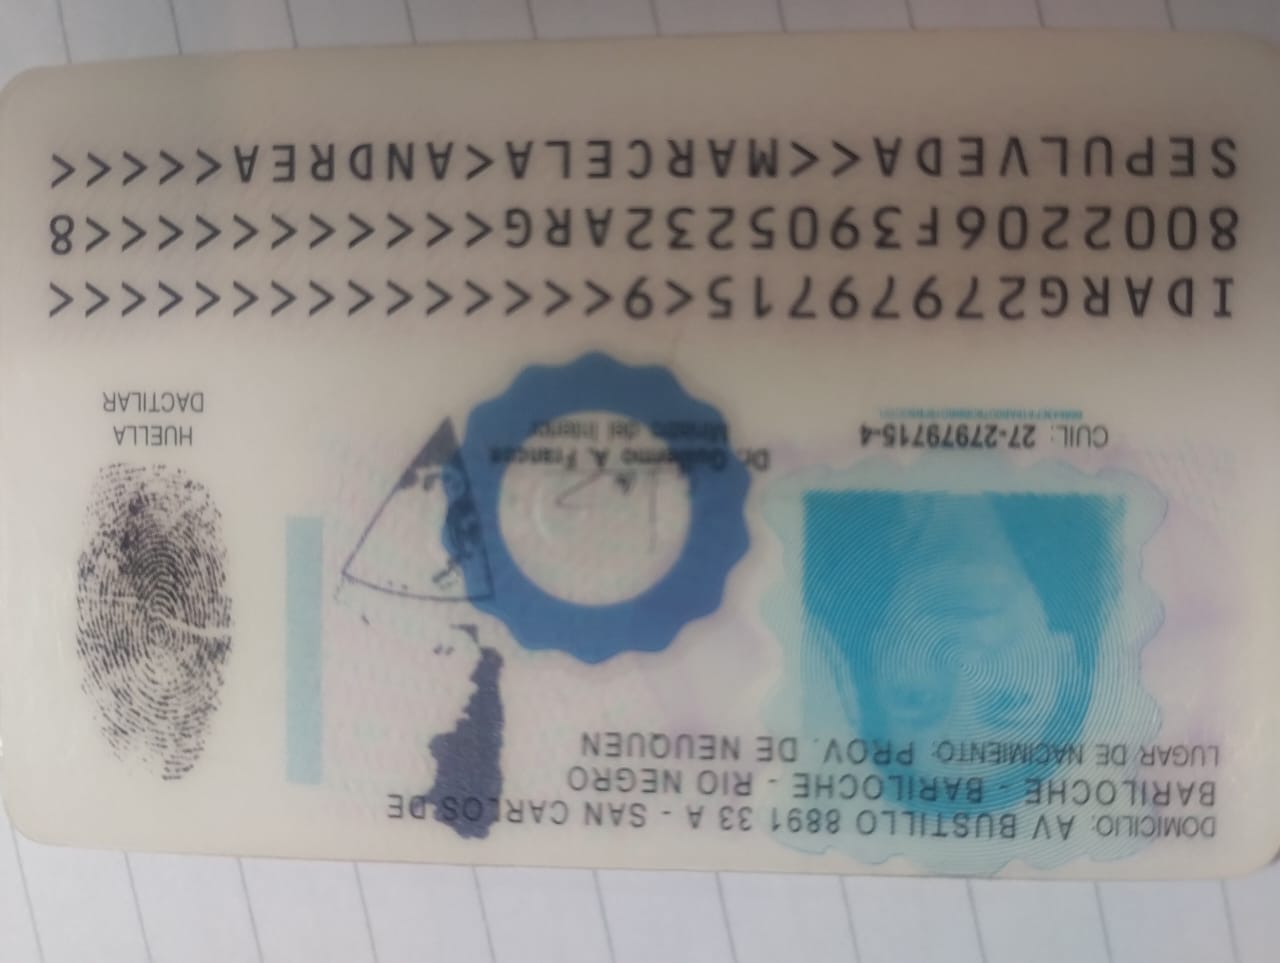 DOMICILIO: AV BUSTILLO 8891 33 A - SAN CARLOS DE
BARILOCHE - BARILOCHE - RIO NEGRO
LUGAR DE NACIMIENTO: PROV. DE NEUQUEN
CUIL: 27-27979715-4
Dr. Guillermo A. Francos
Ministro del Interior
HUELLA
DACTILAR
IDARG27979715<9<<<<<<<<<<<<<<<
8002206F3905232ARG<<<<<<<<<<<8
SEPULVEDA<<MARCELA<ANDREA<<<<<